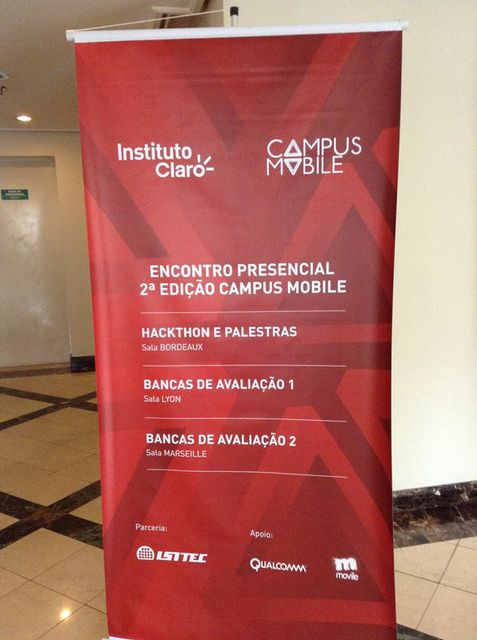 Instituto
Claro
CAMPUS
MOBILE
ENCONTRO PRESENCIAL
2ª EDIÇÃO CAMPUS MOBILE
HACKTHON E PALESTRAS
Sala BORDEAUX
BANCAS DE AVALIAÇÃO 1
Sala LYON
BANCAS DE AVALIAÇÃO 2
Sala MARSEILLE
Parceria:
Apoio:
LSITEC
QUALCOMM
movile